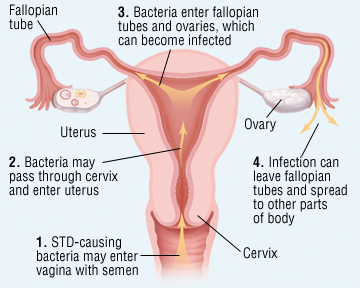 Fallopian
tube
3. Bacteria enter fallopian
tubes and ovaries, which
can become infected
Uterus
Ovary
2. Bacteria may
pass through cervix
and enter uterus
4. Infection can
leave fallopian
tubes and spread
to other parts
of body
1. STD-causing
bacteria may enter
vagina with semen
Cervix